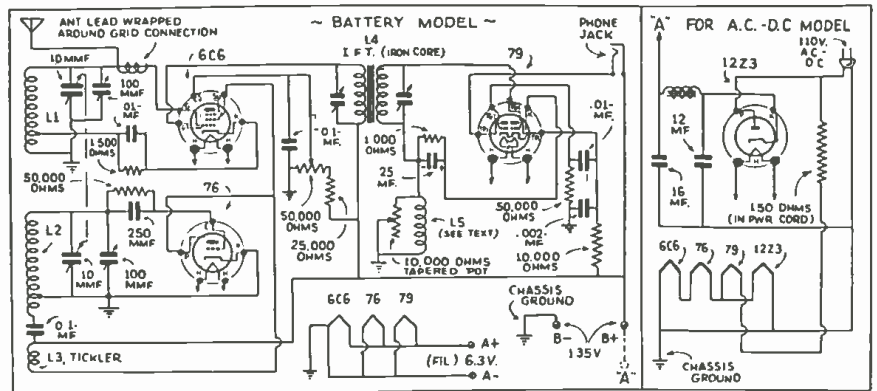 ~ BATTERY MODEL ~
ANT LEAD WRAPPED
AROUND GRID CONNECTION
10 MMF
6C6
L4
I.F.T. (IRON CORE)
79
PHONE
JACK
100
MMF
.01-
MF
L1
1500
OHMS
50,000
OHMS
76
0.1-
MF.
1000
OHMS
25
MF.
.01-
MF.
50,000
OHMS
25,000
OHMS
L5
(SEE TEXT)
10,000 OHMS
TAPERED POT
50,000
OHMS
.002-
MF
10,000
OHMS
L2
250
MMF
10
MMF
100
MMF
0.1-
MF
L3, TICKLER
6C6
76
79
A+
(FIL) 6.3V.
A-
CHASSIS
GROUND
B-
B+
135V
"A"
"A"
FOR A.C.-D.C MODEL
110V.
A C -
D C
12Z3
12
MF
16
MF.
150 OHMS
(IN PWR CORD)
6C6
76
79
12Z3
CHASSIS
GROUND